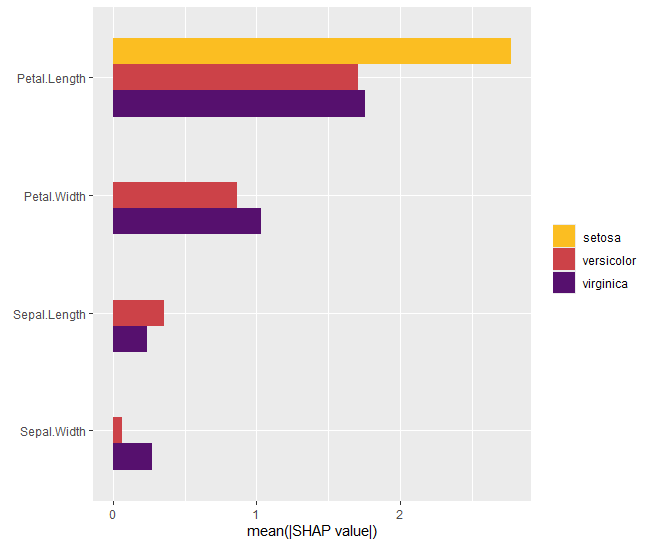 Petal.Length
Petal.Width
Sepal.Length
Sepal.Width
0 1 2
mean(|SHAP value|)
setosa
versicolor
virginica